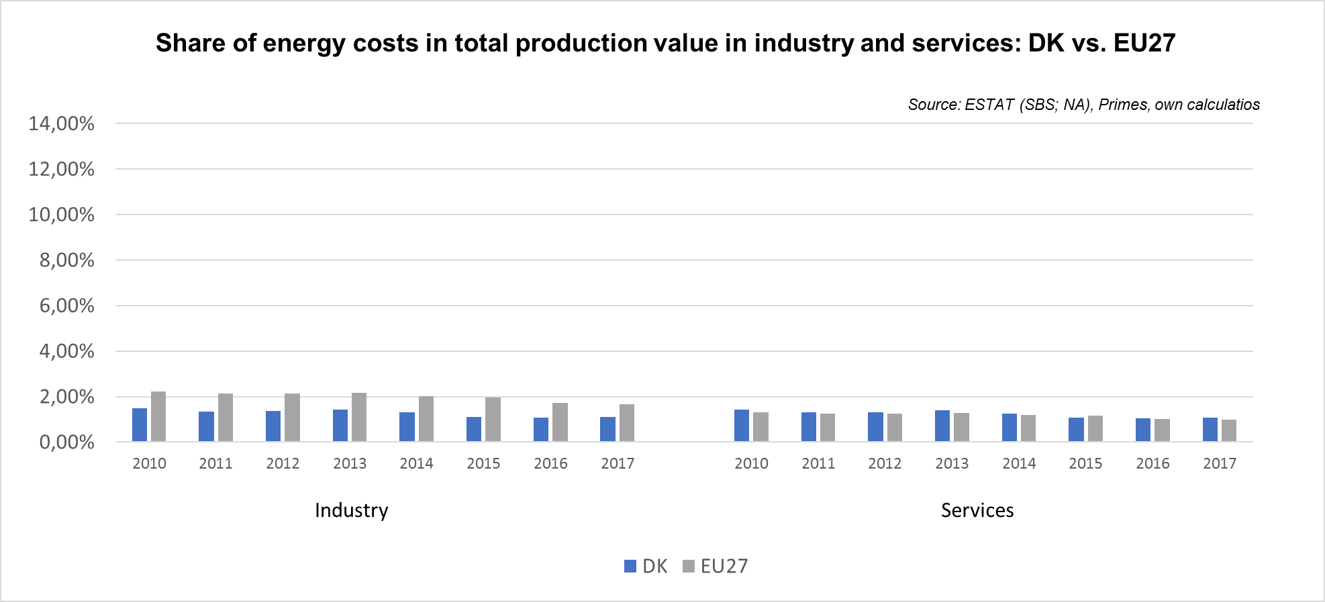 Share of energy costs in total production value in industry and services: DK vs. EU27
Source: ESTAT (SBS; NA), Primes, own calculatios
14,00%
12,00%
10,00%
8,00%
6,00%
4,00%
2,00%
0,00%
2010 2011 2012 2013 2014 2015 2016 2017 2010 2011 2012 2013 2014 2015 2016 2017
Industry Services
DK EU27